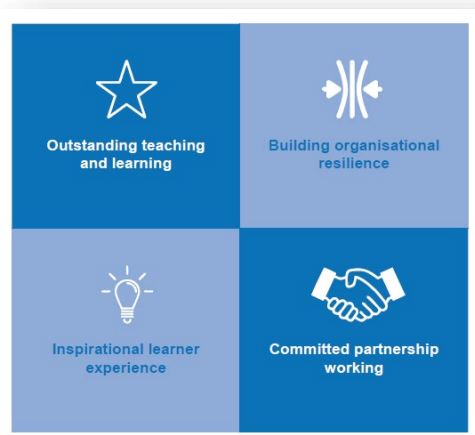 Outstanding teaching
and learning
Building organisational
resilience
Inspirational learner
experience
Committed partnership
working